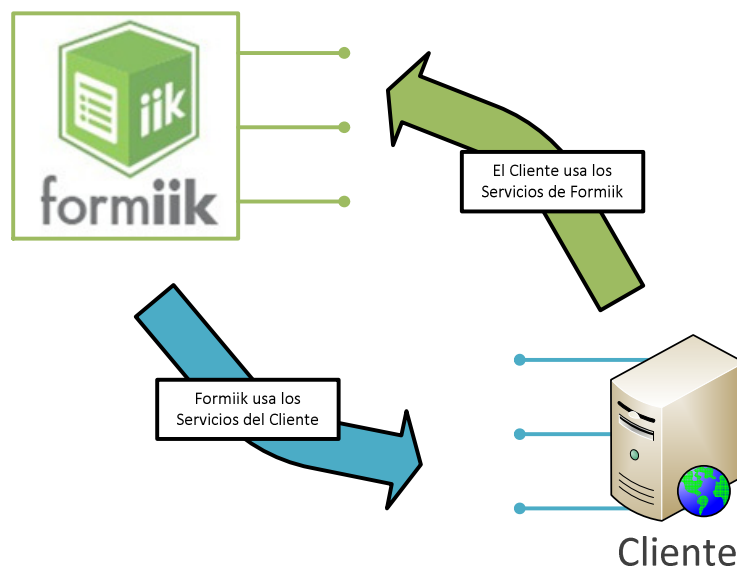 iik
formiik
El Cliente usa los
Servicios de Formiik
Formiik usa los
Servicios del Cliente
Cliente